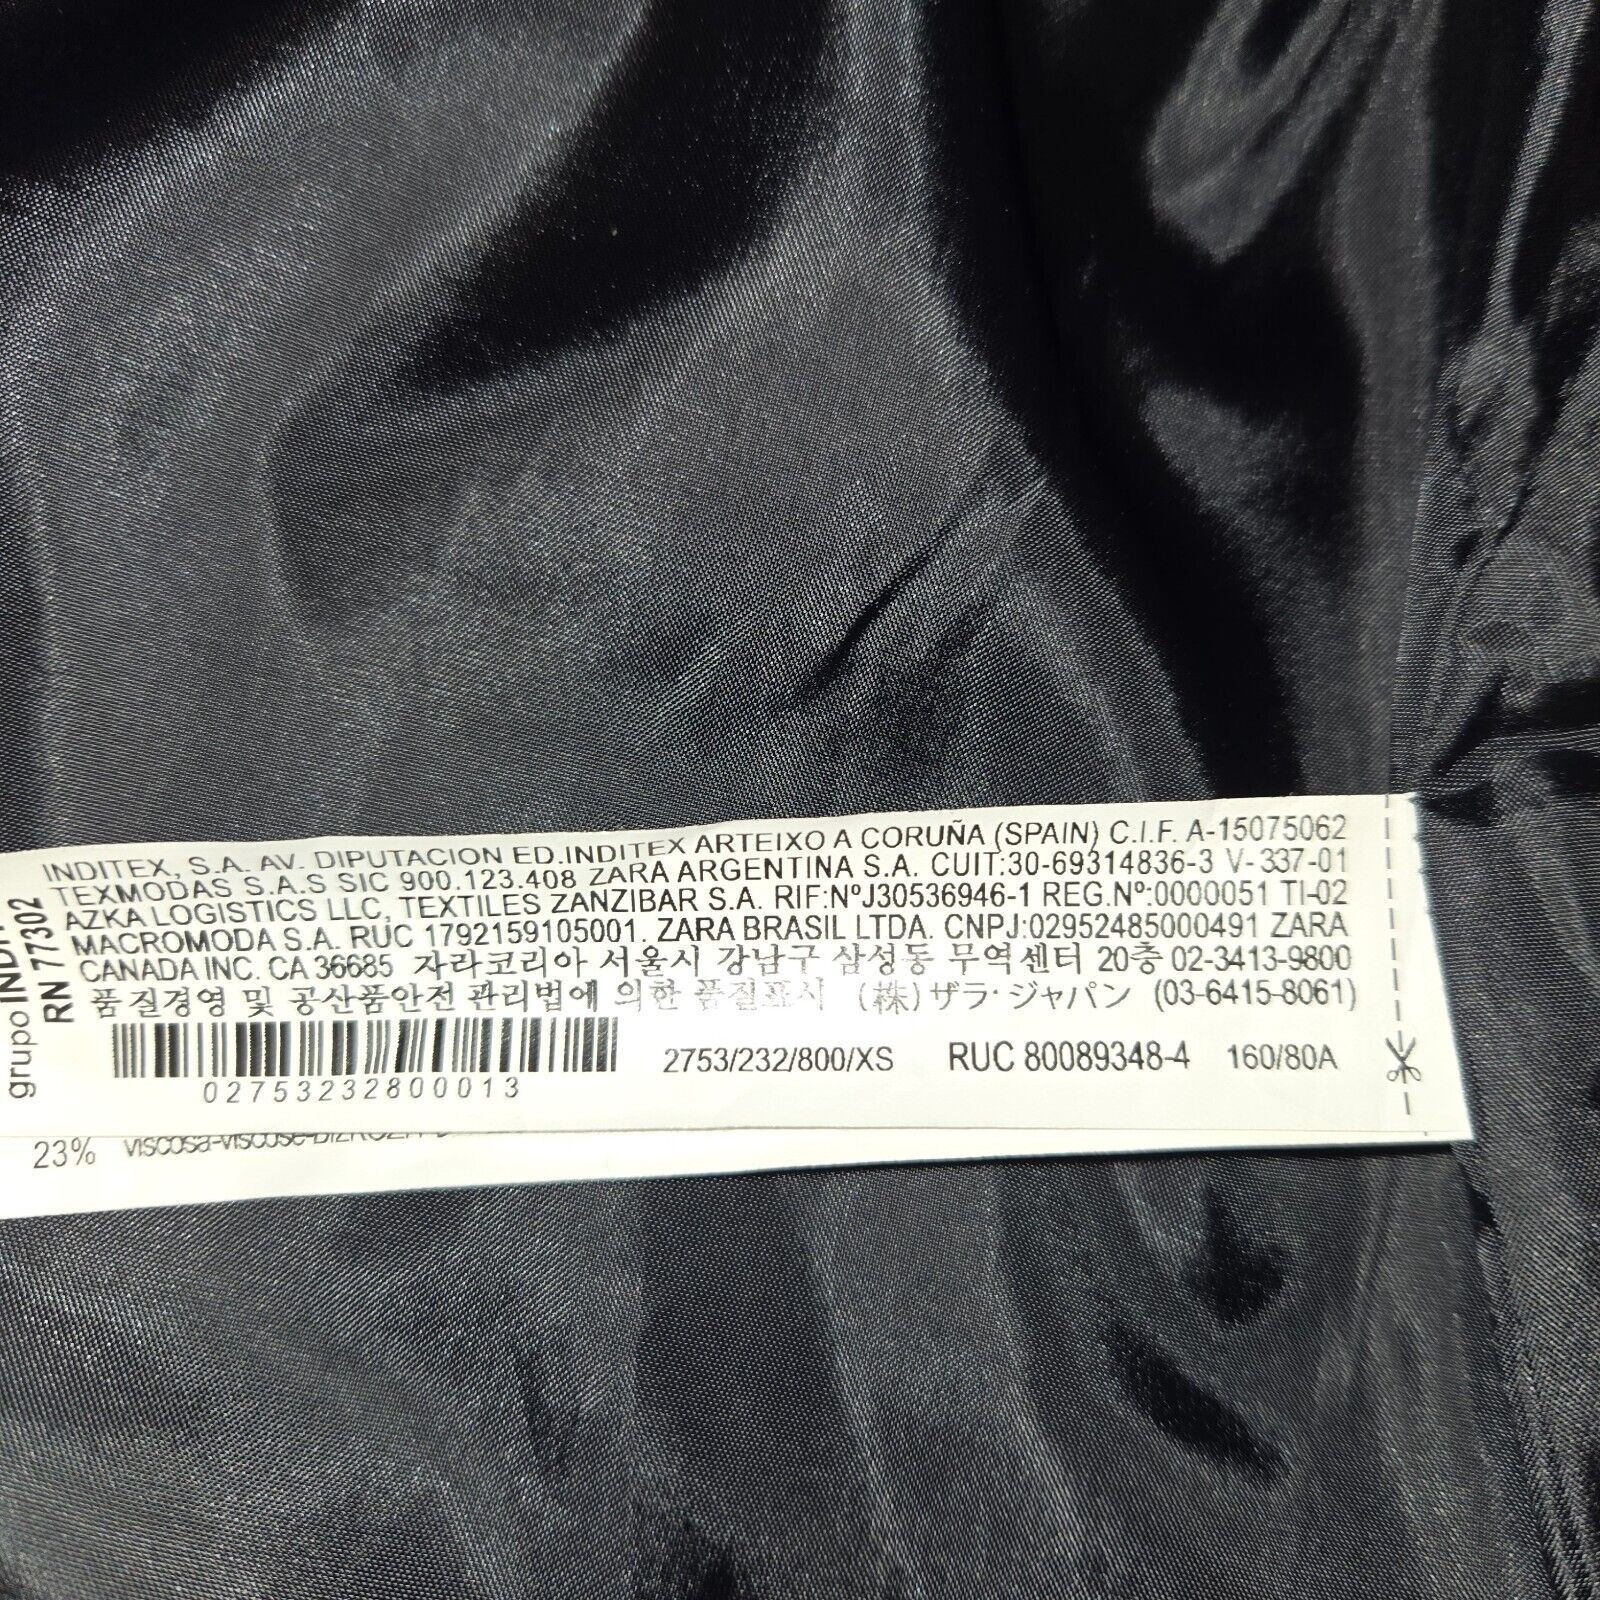 grupo
RN 77302
INDITEX, S.A. AV. DIPUTACION ED.INDITEX ARTEIXO A CORUÑA (SPAIN) C.I.F. A-15075062
TEXMODAS S.A.S SIC 900.123.408 ZARA ARGENTINA S.A. CUIT:30-69314836-3 V-337-01
AZKA LOGISTICS LLC, TEXTILES ZANZIBAR S.A. RIF:NºJ30536946-1 REG.Nº:0000051 TI-02
MACROMODA S.A. RUC 1792159105001. ZARA BRASIL LTDA. CNPJ:02952485000491 ZARA
CANADA INC. CA 36685 자라코리아 서울시 강남구 삼성동 무역센터 20층 02-3413-9800
품질경영 및 공산품안전 관리법에 의한 품질표시 (株)ザラ・ジャパン (03-6415-8061)
2753/232/800/XS RUC 80089348-4 160/80A
02753232800013
23% viscosa-viscose-